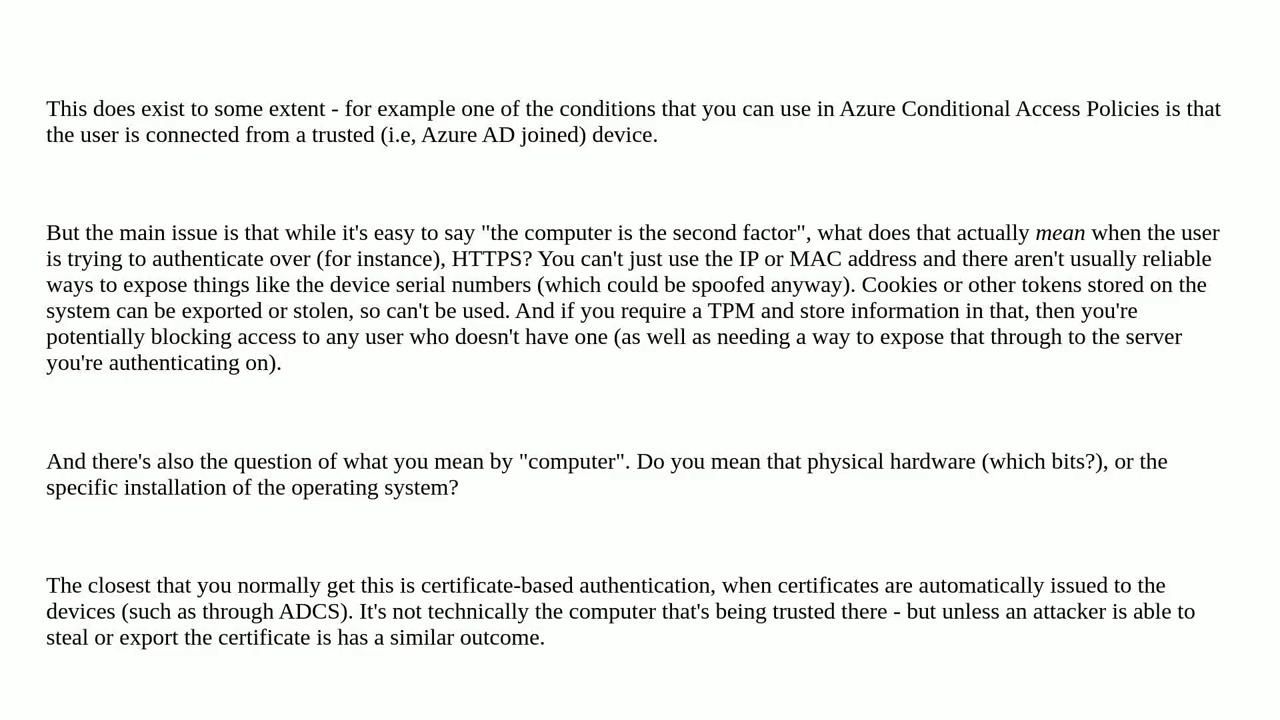 This does exist to some extent - for example one of the conditions that you can use in Azure Conditional Access Policies is that
the user is connected from a trusted (i.e, Azure AD joined) device.
But the main issue is that while it's easy to say "the computer is the second factor", what does that actually mean when the user
is trying to authenticate over (for instance), HTTPS? You can't just use the IP or MAC address and there aren't usually reliable
ways to expose things like the device serial numbers (which could be spoofed anyway). Cookies or other tokens stored on the
system can be exported or stolen, so can't be used. And if you require a TPM and store information in that, then you're
potentially blocking access to any user who doesn't have one (as well as needing a way to expose that through to the server
you're authenticating on).
And there's also the question of what you mean by "computer". Do you mean that physical hardware (which bits?), or the
specific installation of the operating system?
The closest that you normally get this is certificate-based authentication, when certificates are automatically issued to the
devices (such as through ADCS). It's not technically the computer that's being trusted there - but unless an attacker is able to
steal or export the certificate is has a similar outcome.